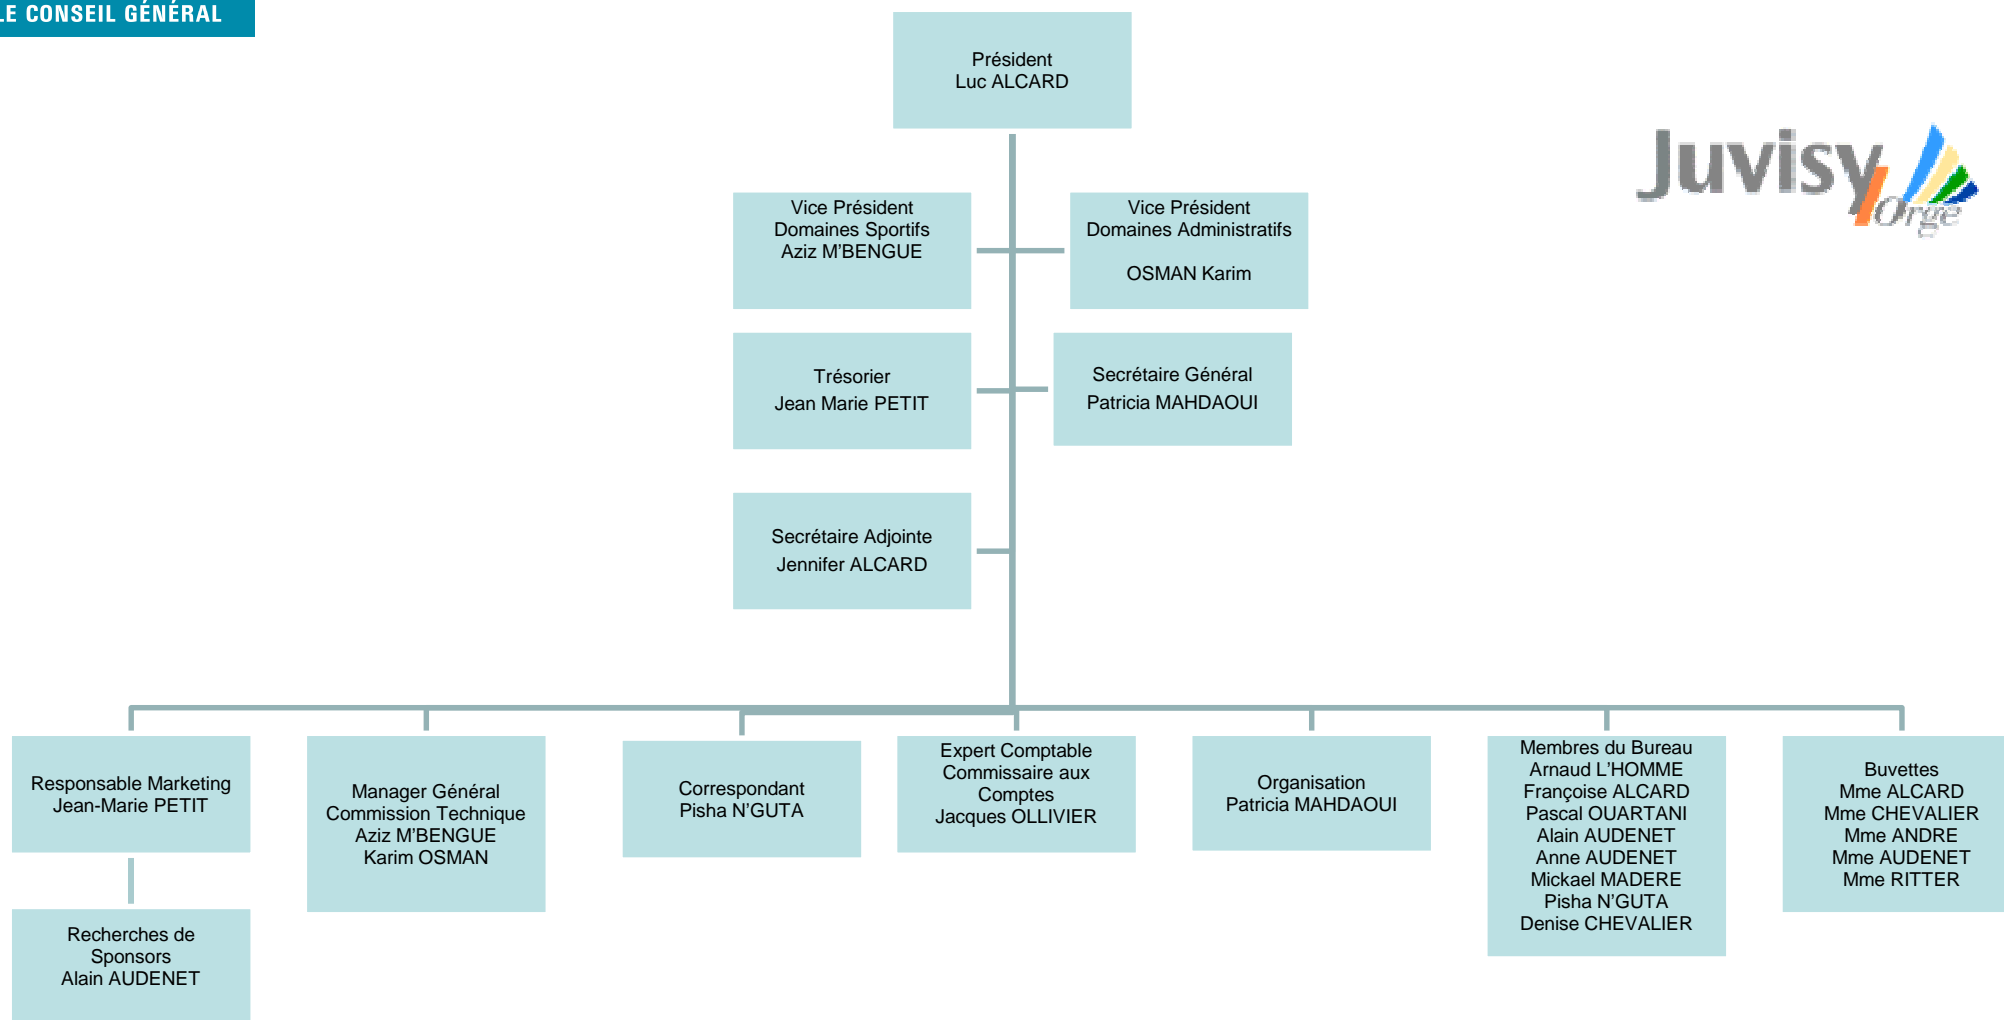 LE CONSEIL GÉNÉRAL
Président
Luc ALCARD
Juvisy
Orge
Vice Président
Domaines Sportifs
Aziz M'BENGUE
Vice Président
Domaines Administratifs
OSMAN Karim
Trésorier
Jean Marie PETIT
Secrétaire Général
Patricia MAHDAOUI
Secrétaire Adjointe
Jennifer ALCARD
Responsable Marketing
Jean-Marie PETIT
Manager Général
Commission Technique
Aziz M'BENGUE
Karim OSMAN
Correspondant
Pisha N'GUTA
Expert Comptable
Commissaire aux
Comptes
Jacques OLLIVIER
Organisation
Patricia MAHDAOUI
Membres du Bureau
Arnaud L'HOMME
Françoise ALCARD
Pascal OUARTANI
Alain AUDENET
Anne AUDENET
Mickael MADERE
Pisha N'GUTA
Denise CHEVALIER
Buvettes
Mme ALCARD
Mme CHEVALIER
Mme ANDRE
Mme AUDENET
Mme RITTER
Recherches de
Sponsors
Alain AUDENET